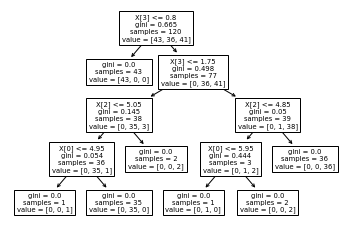 X[3] <= 0.8
gini = 0.665
samples = 120
value = [43, 36, 41]
gini = 0.0
samples = 43
value = [43, 0, 0]
X[3] <= 1.75
gini = 0.498
samples = 77
value = [0, 36, 41]
X[2] <= 5.05
gini = 0.145
samples = 38
value = [0, 35, 3]
X[2] <= 4.85
gini = 0.05
samples = 39
value = [0, 1, 38]
X[0] <= 4.95
gini = 0.054
samples = 36
value = [0, 35, 1]
gini = 0.0
samples = 2
value = [0, 0, 2]
X[0] <= 5.95
gini = 0.444
samples = 3
value = [0, 1, 2]
gini = 0.0
samples = 36
value = [0, 0, 36]
gini = 0.0
samples = 1
value = [0, 0, 1]
gini = 0.0
samples = 35
value = [0, 35, 0]
gini = 0.0
samples = 1
value = [0, 1, 0]
gini = 0.0
samples = 2
value = [0, 0, 2]